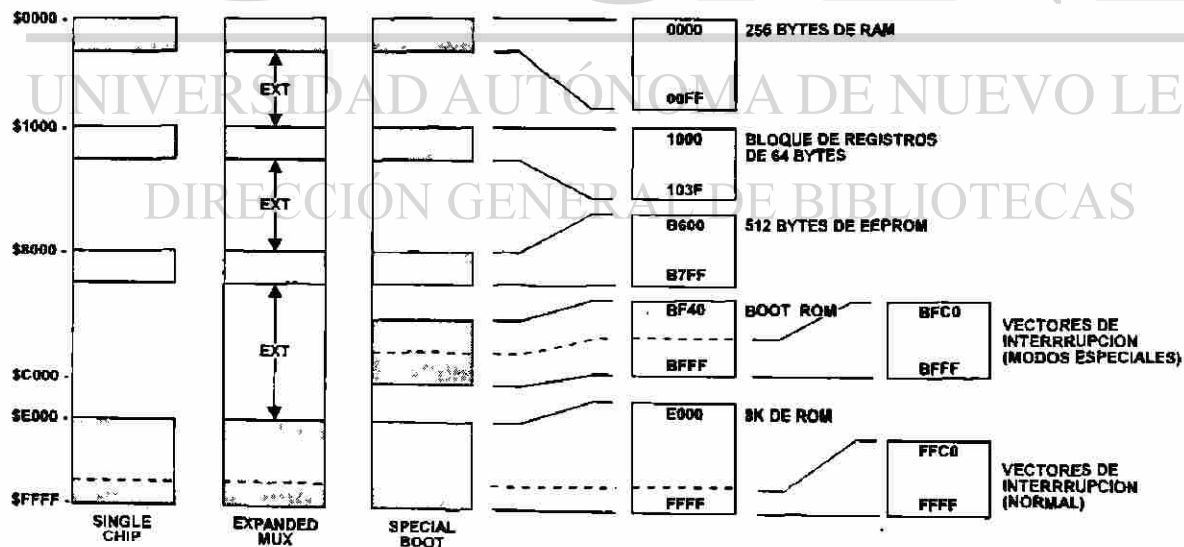 $0000
0000
256 BYTES DE RAM
EXT
00FF
UNIVERSIDAD AUTÓNOMA DE NUEVO LE
$1000
1000
BLOQUE DE REGISTROS
DE 64 BYTES
EXT
103F
DIRECCIÓN GENERAL DE BIBLIOTECAS
B600
512 BYTES DE EEPROM
$8000
B7FF
BF40
BOOT ROM
BFC0
VECTORES DE
INTERRRUPCION
(MODOS ESPECIALES)
EXT
BFFF
BFFF
$C000
$E000
E000
8K DE ROM
FFC0
VECTORES DE
INTERRRUPCION
(NORMAL)
$FFFF
FFFF
FFFF
SINGLE
CHIP
EXPANDED
MUX
SPECIAL
BOOT